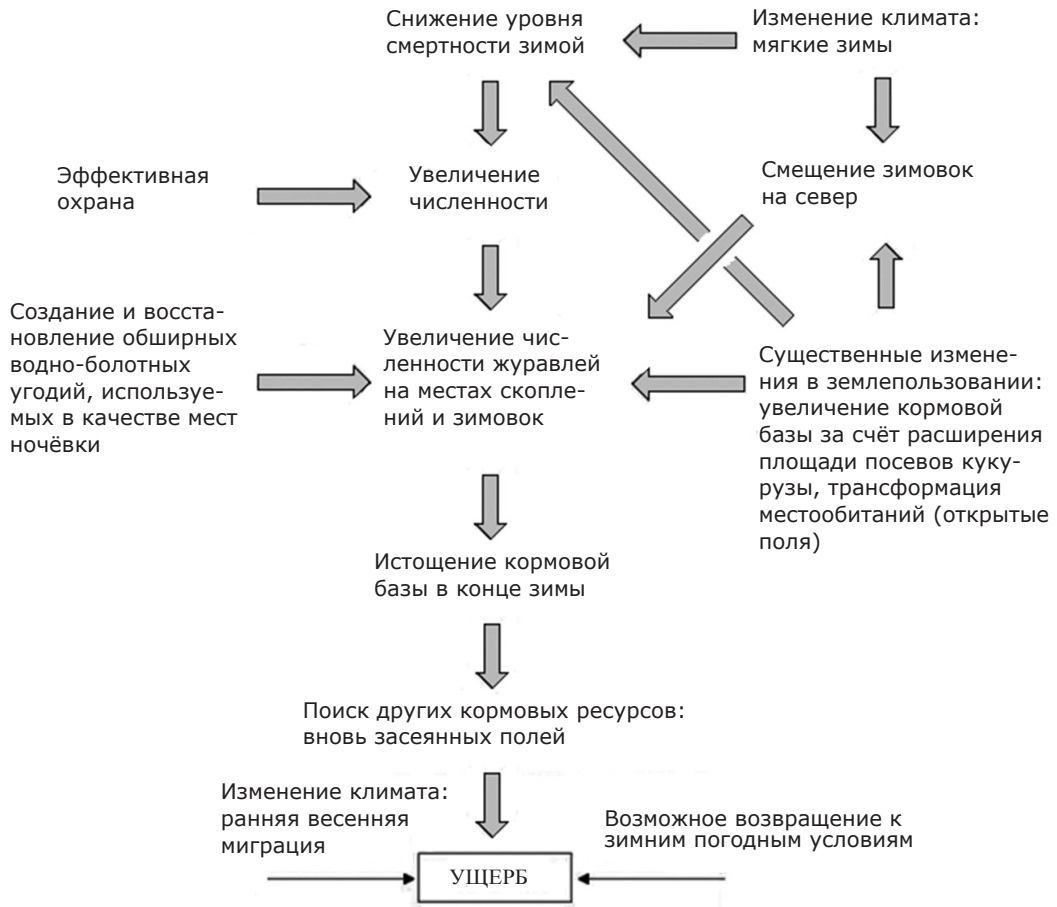 Снижение уровня
смертности зимой
Изменение климата:
мягкие зимы
Эффективная
охрана
Увеличение
численности
Смещение зимовок
на север
Создание и восста-
новление обширных
водно-болотных
угодий, используе-
мых в качестве мест
ночёвки
Увеличение чис-
ленности журавлей
на местах скопле-
ний и зимовок
Существенные измене-
ния в землепользовании:
увеличение кормовой
базы за счёт расширения
площади посевов куку-
рузы, трансформация
местообитаний (открытые
поля)
Истощение кормовой
базы в конце зимы
Поиск других кормовых ресурсов:
вновь засеянных полей
Изменение климата:
ранняя весенняя
миграция
Возможное возвращение к
зимним погодным условиям
УЩЕРБ